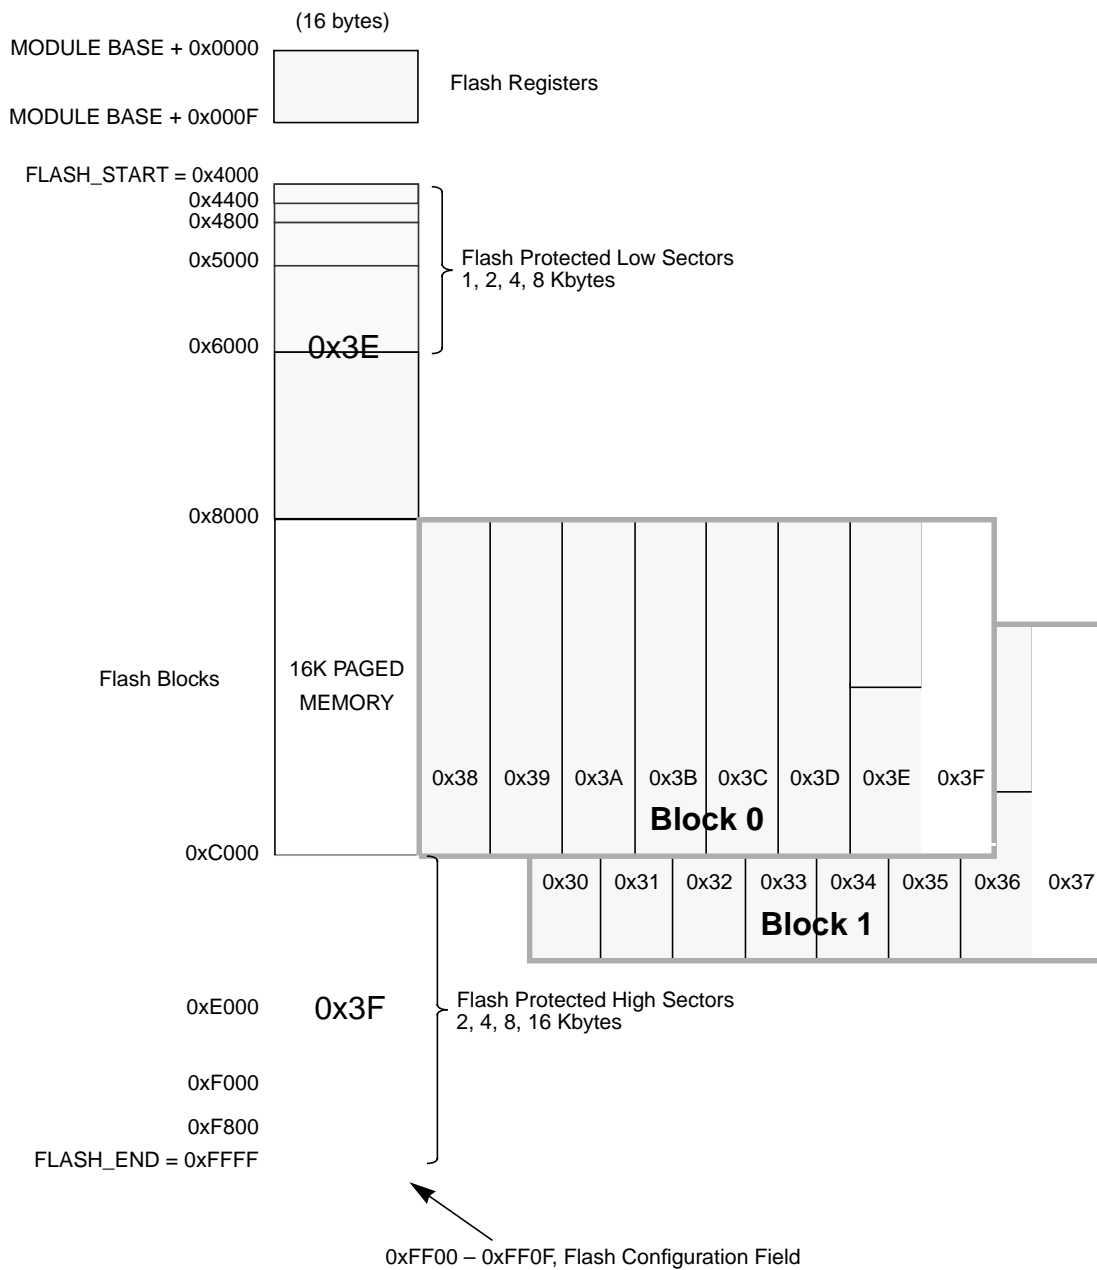 (16 bytes)
MODULE BASE + 0x0000
Flash Registers
MODULE BASE + 0x000F
FLASH_START = 0x4000
0x4400
0x4800
0x5000
Flash Protected Low Sectors
1, 2, 4, 8 Kbytes
0x6000
0x3E
0x8000
Flash Blocks
16K PAGED
MEMORY
0x38 0x39 0x3A 0x3B 0x3C 0x3D 0x3E 0x3F
Block 0
0xC000
0x30 0x31 0x32 0x33 0x34 0x35 0x36 0x37
Block 1
0xE000
0x3F
Flash Protected High Sectors
2, 4, 8, 16 Kbytes
0xF000
0xF800
FLASH_END = 0xFFFF
0xFF00 – 0xFF0F, Flash Configuration Field